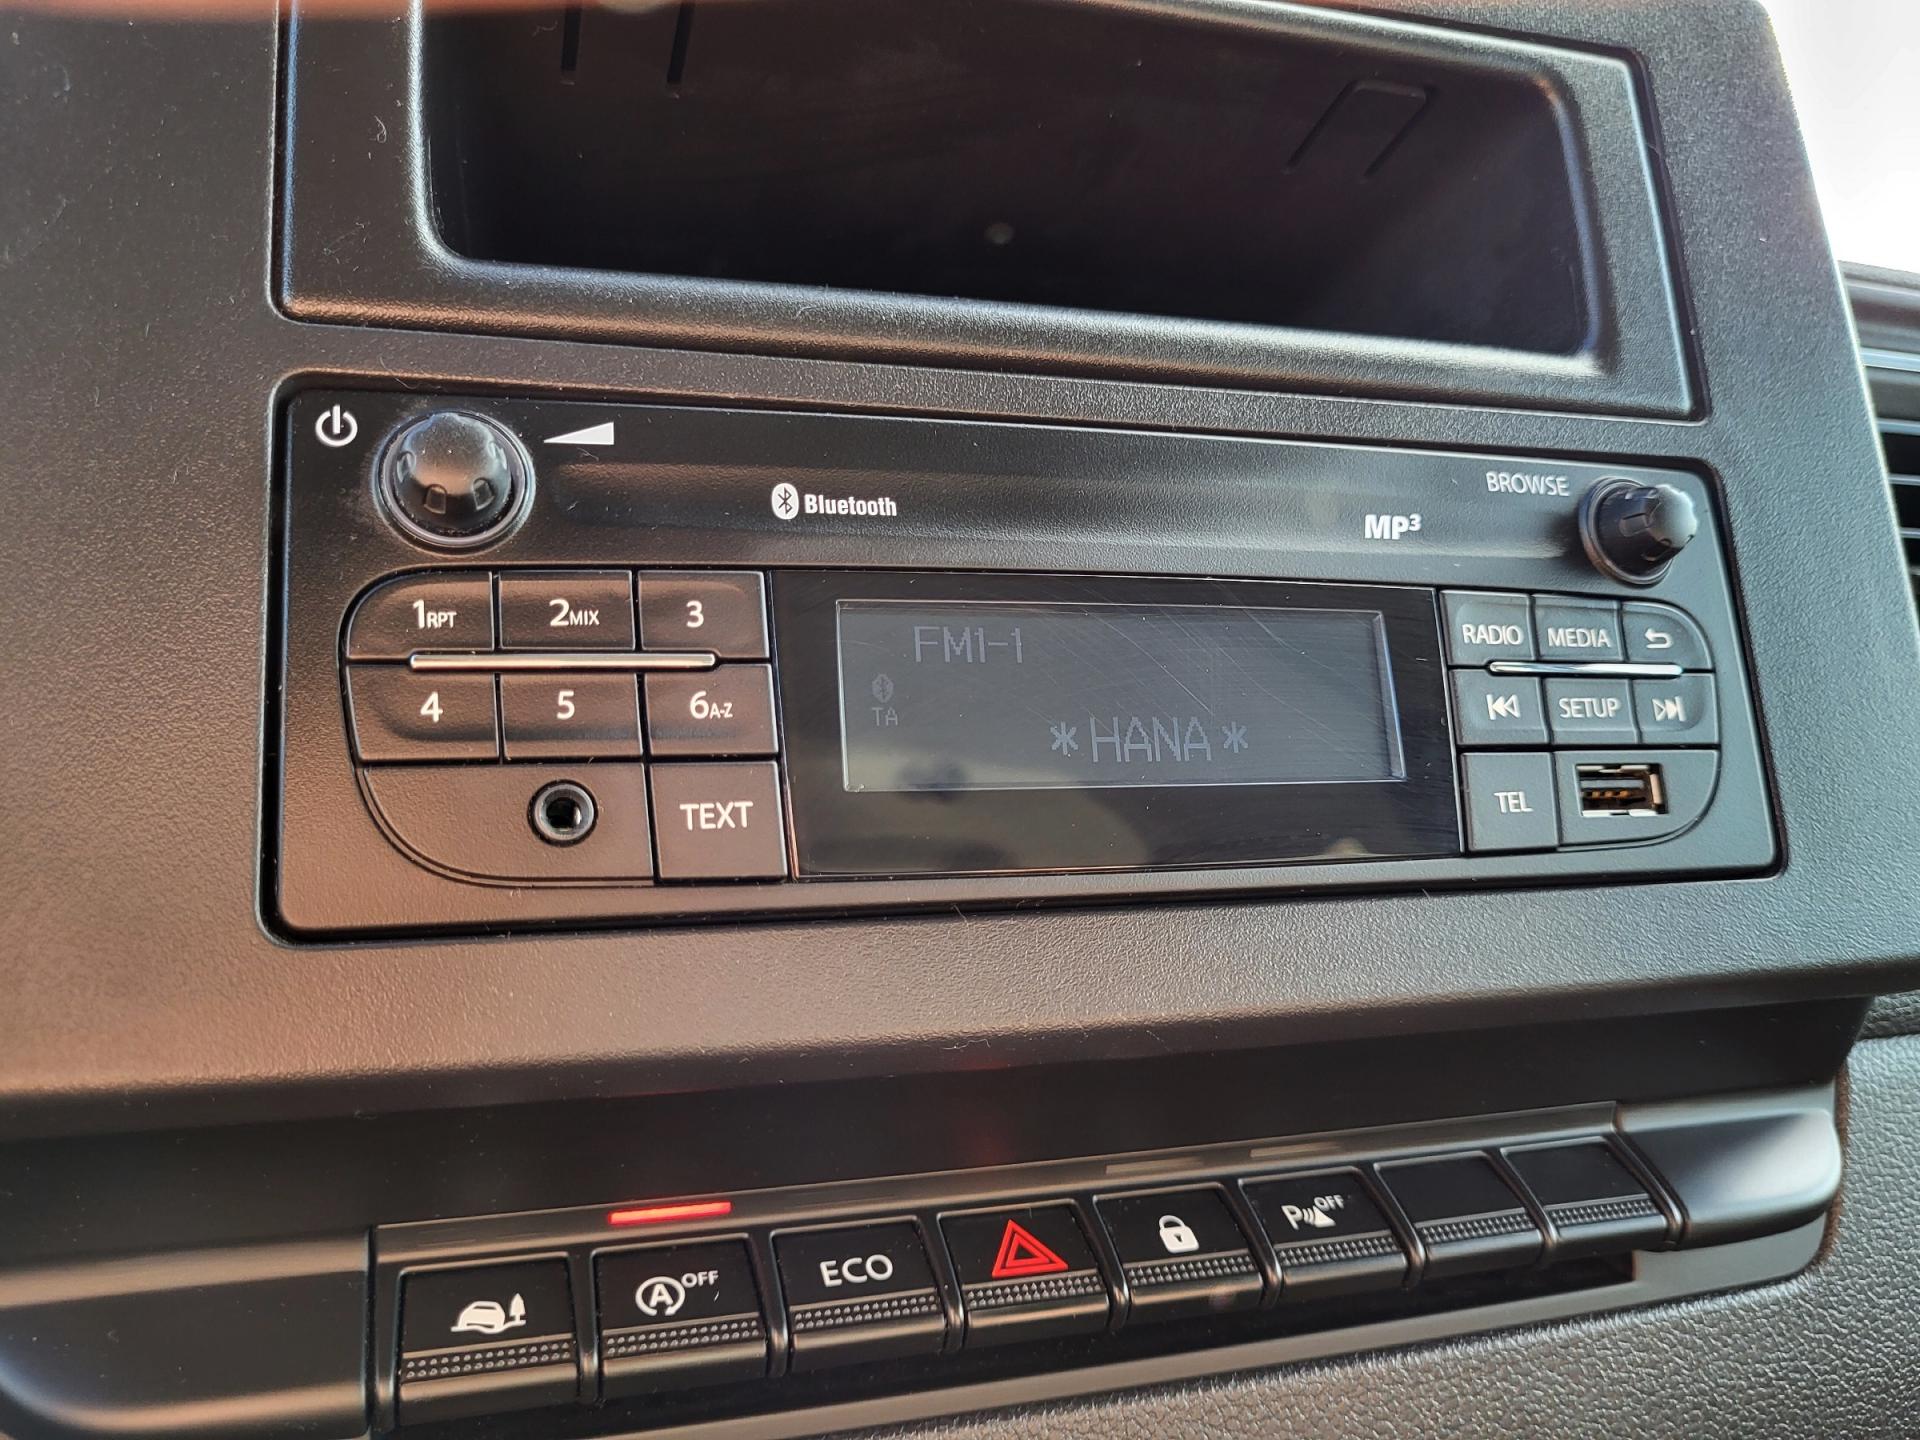 Bluetooth
MP3
BROWSE
1RPT 2MIX 3
4 5 6A-Z
TEXT
FM1-1
TA
*HANA*
RADIO MEDIA
SETUP
TEL
A OFF
ECO
P OFF